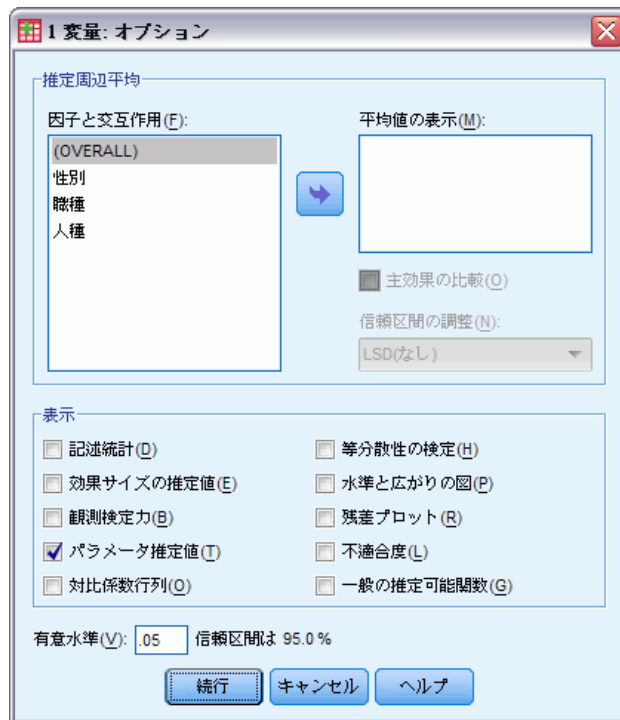 1 変量: オプション
推定周辺平均
因子と交互作用(F):
(OVERALL)
性別
職種
人種
平均値の表示(M):
主効果の比較(O)
信頼区間の調整(N):
LSD(なし)
表示
記述統計(D)
効果サイズの推定値(E)
観測検定力(B)
パラメータ推定値(T)
対比係数行列(O)
等分散性の検定(H)
水準と広がりの図(P)
残差プロット(R)
不適合度(L)
一般の推定可能関数(G)
有意水準(V): .05 信頼区間は 95.0 %
続行 キャンセル ヘルプ